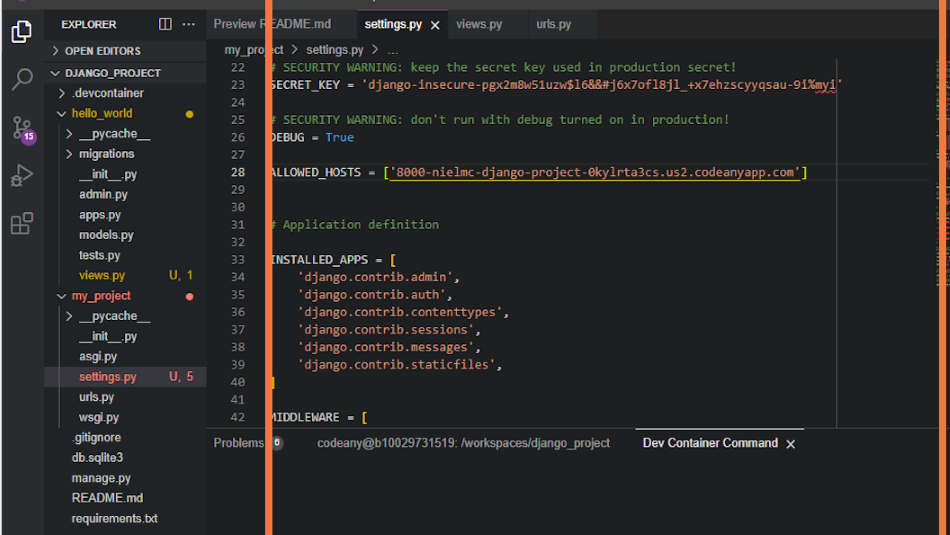 EXPLORER
OPEN EDITORS
DJANGO_PROJECT
.devcontainer
hello_world
__pycache__
migrations
__init__.py
admin.py
apps.py
models.py
tests.py
views.py U, 1
my_project
__pycache__
__init__.py
asgi.py
settings.py U, 5
urls.py
wsgi.py
.gitignore
db.sqlite3
manage.py
README.md
requirements.txt
15
Preview README.md settings.py views.py urls.py
my_project > settings.py > ...
22 # SECURITY WARNING: keep the secret key used in production secret!
23 SECRET_KEY = 'django-insecure-pgx2m8w51uzw$l6&&#j6x7ofl8jl_+x7ehzscyyqsau-9i%myi'
24
25 # SECURITY WARNING: don't run with debug turned on in production!
26 DEBUG = True
27
28 ALLOWED_HOSTS = ['8000-nielmc-django-project-0kylrta3cs.us2.codeanyapp.com']
29
30
31 # Application definition
32
33 INSTALLED_APPS = [
34 'django.contrib.admin',
35 'django.contrib.auth',
36 'django.contrib.contenttypes',
37 'django.contrib.sessions',
38 'django.contrib.messages',
39 'django.contrib.staticfiles',
40 ]
41
42 MIDDLEWARE = [
Problems 6 codeany@b10029731519: /workspaces/django_project Dev Container Command